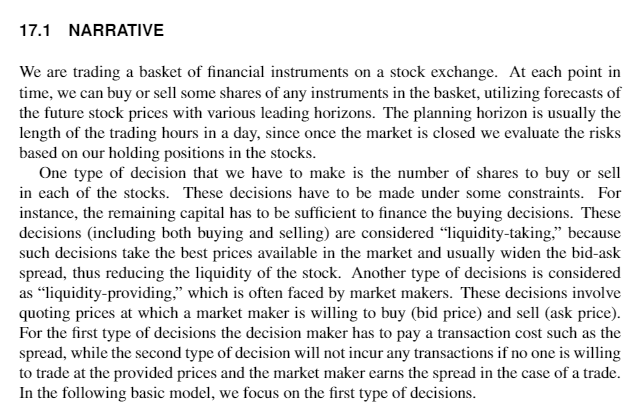 17.1 NARRATIVE
We are trading a basket of financial instruments on a stock exchange. At each point in
time, we can buy or sell some shares of any instruments in the basket, utilizing forecasts of
the future stock prices with various leading horizons. The planning horizon is usually the
length of the trading hours in a day, since once the market is closed we evaluate the risks
based on our holding positions in the stocks.
One type of decision that we have to make is the number of shares to buy or sell
in each of the stocks. These decisions have to be made under some constraints. For
instance, the remaining capital has to be sufficient to finance the buying decisions. These
decisions (including both buying and selling) are considered “liquidity-taking,” because
such decisions take the best prices available in the market and usually widen the bid-ask
spread, thus reducing the liquidity of the stock. Another type of decisions is considered
as “liquidity-providing,” which is often faced by market makers. These decisions involve
quoting prices at which a market maker is willing to buy (bid price) and sell (ask price).
For the first type of decisions the decision maker has to pay a transaction cost such as the
spread, while the second type of decision will not incur any transactions if no one is willing
to trade at the provided prices and the market maker earns the spread in the case of a trade.
In the following basic model, we focus on the first type of decisions.